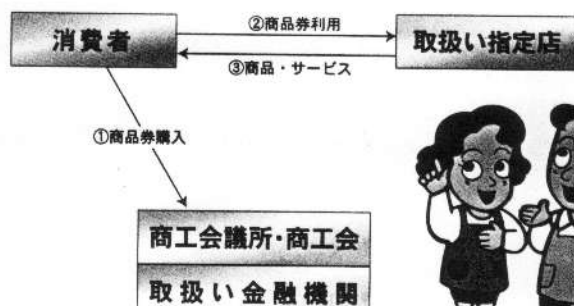 消費者
②商品券利用
取扱い指定店
③商品・サービス
①商品券購入
商工会議所・商工会
取扱い金融機関